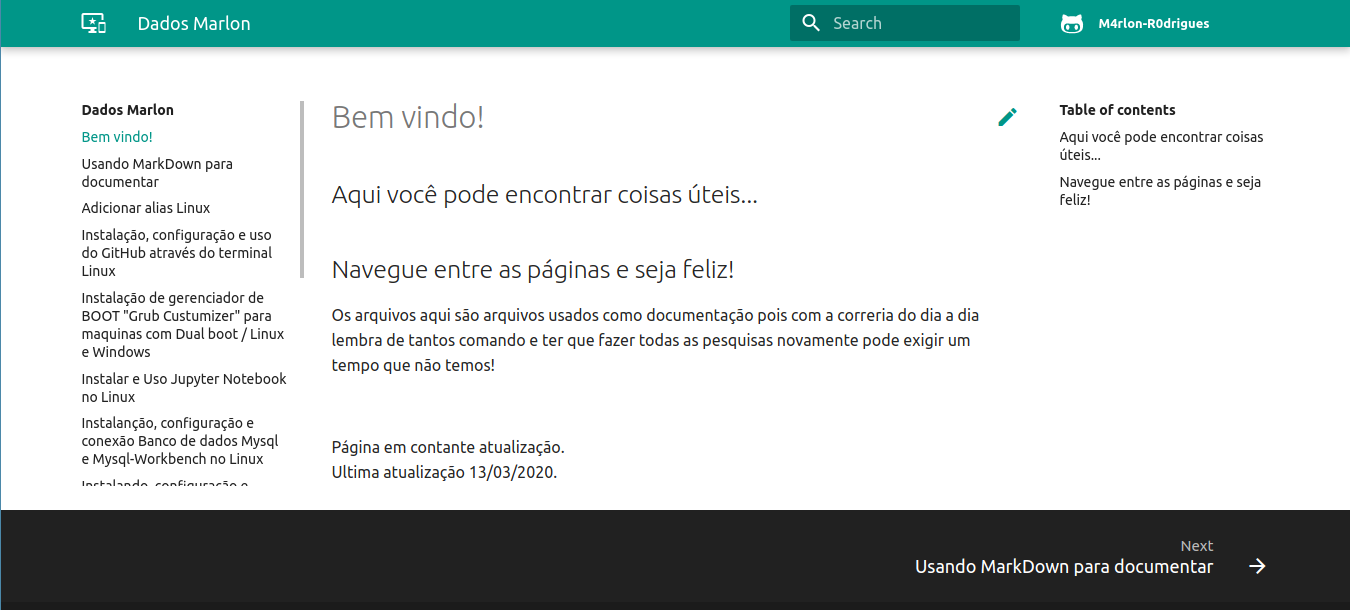 Dados Marlon
Search
M4rlon-R0drigues
Dados Marlon
Bem vindo!
Usando MarkDown para
documentar
Adicionar alias Linux
Instalação, configuração e uso
do GitHub através do terminal
Linux
Instalação de gerenciador de
BOOT "Grub Custumizer" para
maquinas com Dual boot / Linux
e Windows
Instalar e Uso Jupyter Notebook
no Linux
Instalanção, configuração e
conexão Banco de dados Mysql
e Mysql-Workbench no Linux
Instalando, configuração e
Bem vindo!
Aqui você pode encontrar coisas úteis...
Navegue entre as páginas e seja feliz!
Os arquivos aqui são arquivos usados como documentação pois com a correria do dia a dia
lembra de tantos comando e ter que fazer todas as pesquisas novamente pode exigir um
tempo que não temos!
Página em contante atualização.
Ultima atualização 13/03/2020.
Table of contents
Aqui você pode encontrar coisas
úteis...
Navegue entre as páginas e seja
feliz!
Next
Usando MarkDown para documentar